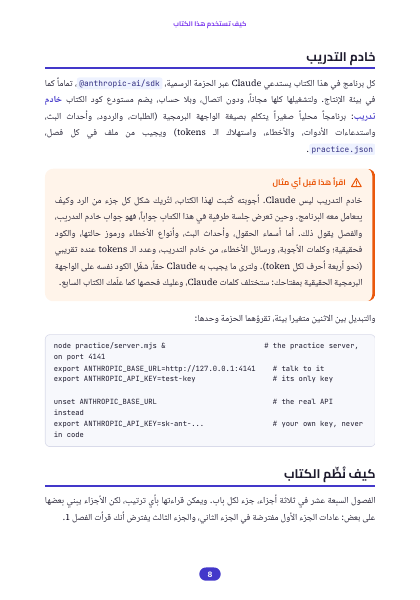 كيف تستخدم هذا الكتاب
خادم التدريب
كل برنامج في هذا الكتاب يستدعي Claude عبر الحزمة الرسمية، @anthropic-ai/sdk، تماماً كما
في بيئة الإنتاج. ولتشغيلها كلها مجاناً، ودون اتصال، وبلا حساب، يضم مستودع كود الكتاب خادم
تدريب: برنامجاً محلياً صغيراً يتكلم بصيغة الواجهة البرمجية (الطلبات، والردود، وأحداث البث،
واستدعاءات الأدوات، والأخطاء، واستهلاك الـ tokens) ويجيب من ملف في كل فصل،
practice.json.
اقرأ هذا قبل أي مثال
خادم التدريب ليس Claude. أجوبته كُتبت لهذا الكتاب، لتُريك شكل كل جزء من الرد وكيف
يتعامل معه البرنامج. وحين تعرض جلسة طرفية في هذا الكتاب جواباً، فهو جواب خادم التدريب،
والفصل يقول ذلك. أما أسماء الحقول، وأحداث البث، وأنواع الأخطاء ورموز حالتها، والكود
فحقيقية؛ وكلمات الأجوبة، ورسائل الأخطاء، من خادم التدريب، وعدد الـ tokens عنده تقريبي
(نحو أربعة أحرف لكل token). ولترى ما يجيب به Claude حقاً، شغّل الكود نفسه على الواجهة
البرمجية الحقيقية بمفتاحك: ستختلف كلمات Claude، وعليك فحصها كما علّمك الكتاب السابع.
والتبديل بين الاثنين متغيرا بيئة، تقرؤهما الحزمة وحدها:
node practice/server.mjs & # the practice server,
on port 4141
export ANTHROPIC_BASE_URL=http://127.0.0.1:4141 # talk to it
export ANTHROPIC_API_KEY=test-key # its only key
unset ANTHROPIC_BASE_URL # the real API
instead
export ANTHROPIC_API_KEY=sk-ant-... # your own key, never
in code
كيف نُظّم الكتاب
الفصول السبعة عشر في ثلاثة أجزاء، جزء لكل باب. ويمكن قراءتها بأي ترتيب، لكن الأجزاء يبني بعضها
على بعض: عادات الجزء الأول مفترضة في الجزء الثاني، والجزء الثالث يفترض أنك قرأت الفصل 1.
8